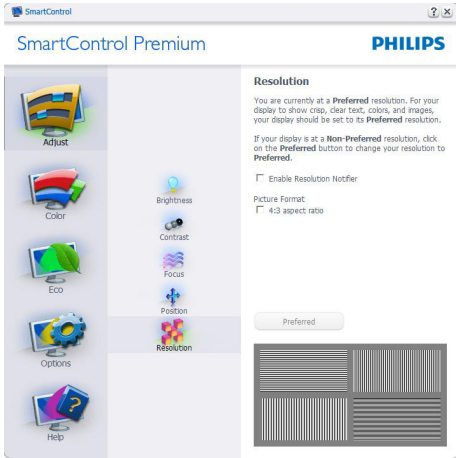 SmartControl
SmartControl Premium
PHILIPS
Adjust
Color
Eco
Options
Help
Brightness
Contrast
Focus
Position
Resolution
Resolution
You are currently at a Preferred resolution. For your
display to show crisp, clear text, colors, and images,
your display should be set to its Preferred resolution.
If your display is at a Non-Preferred resolution, click
on the Preferred button to change your resolution to
Preferred.
Enable Resolution Notifier
Picture Format
4:3 aspect ratio
Preferred